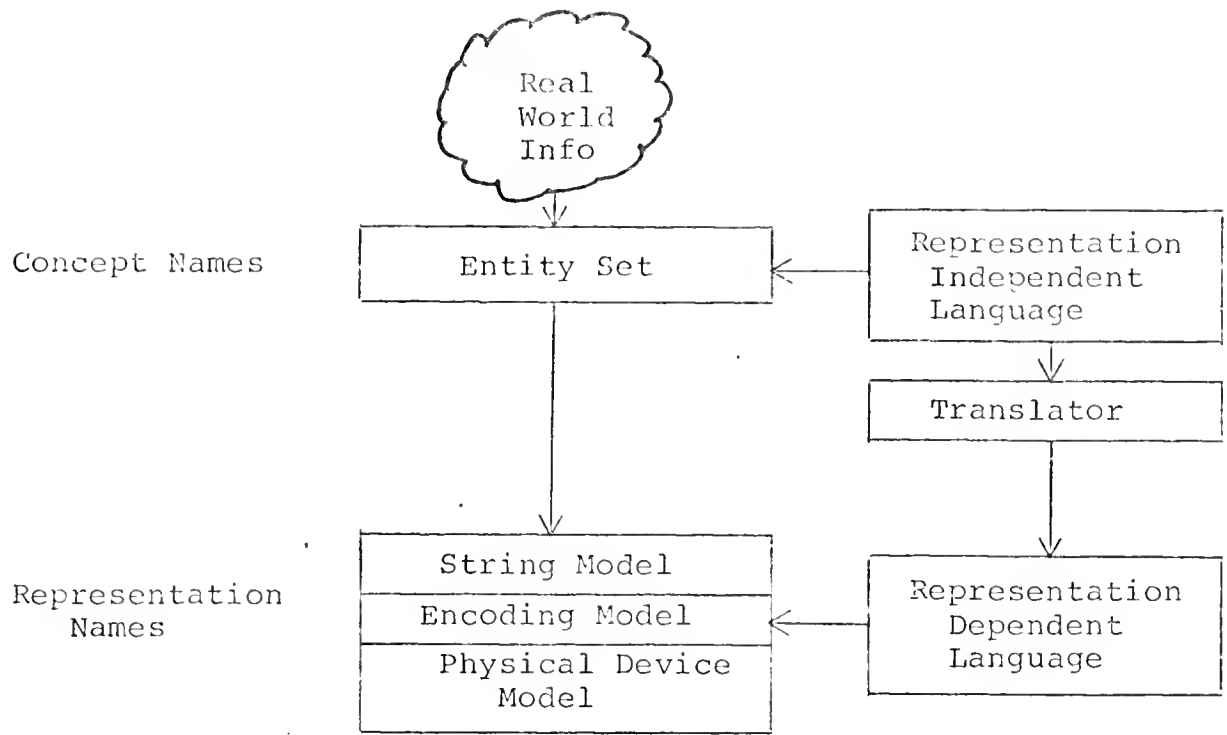 Real
World
Info
Concept Names
Entity Set
Representation
Independent
Language
Translator
String Model
Representation
Names
Encoding Model
Physical Device
Model
Representation
Dependent
Language